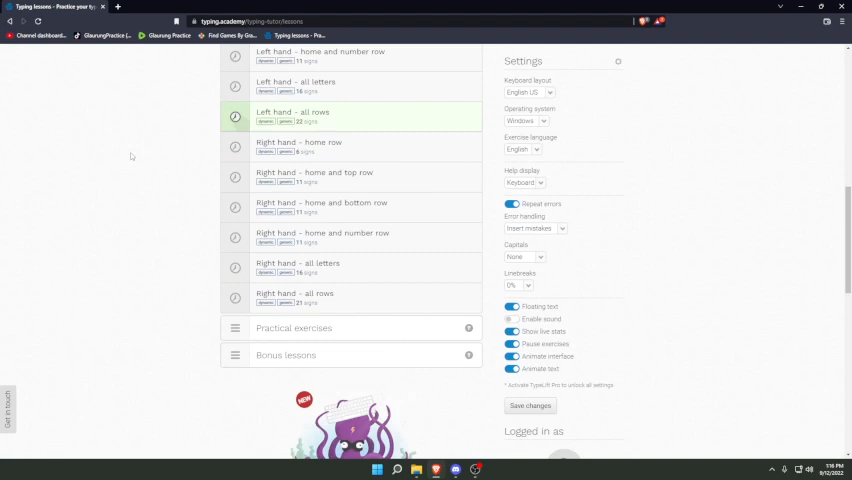 Typing lessons - Practice your typ
typing.academy/typing-tutor/lessons
Channel dashboard...
GlaurungPractice (...
Glaurung Practice
Find Games By Gra...
Typing lessons - Pra...
Left hand - home and number row
dynamic generic 11 signs
Left hand - all letters
dynamic generic 16 signs
Left hand - all rows
dynamic generic 22 signs
Right hand - home row
dynamic generic 6 signs
Right hand - home and top row
dynamic generic 11 signs
Right hand - home and bottom row
dynamic generic 11 signs
Right hand - home and number row
dynamic generic 11 signs
Right hand - all letters
dynamic generic 16 signs
Right hand - all rows
dynamic generic 21 signs
Practical exercises ?
Bonus lessons ?
NEW
Settings
Keyboard layout
English US
Operating system
Windows
Exercise language
English
Help display
Keyboard
Repeat errors
Error handling
Insert mistakes
Capitals
None
Linebreaks
0%
Floating text
Enable sound
Show live stats
Pause exercises
Animate interface
Animate text
* Activate TypeLift Pro to unlock all settings.
Save changes
Logged in as
Get in touch
1:16 PM
9/12/2022